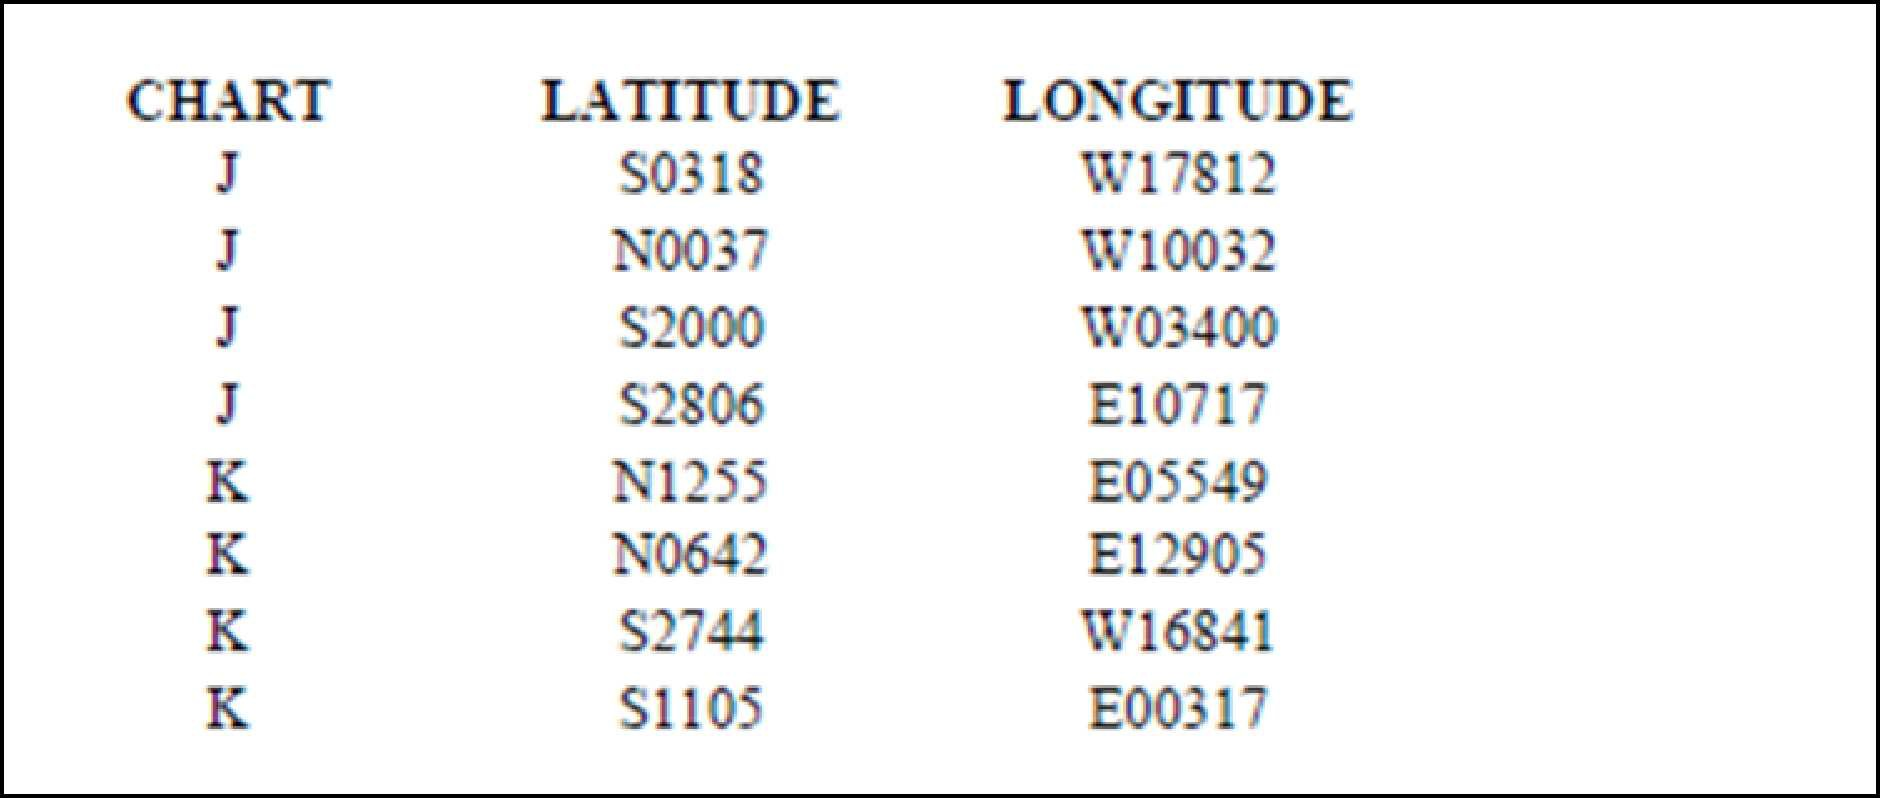 CHART LATITUDE LONGITUDE
J S0318 W17812
J N0037 W10032
J S2000 W03400
J S2806 E10717
K N1255 E05549
K N0642 E12905
K S2744 W16841
K S1105 E00317